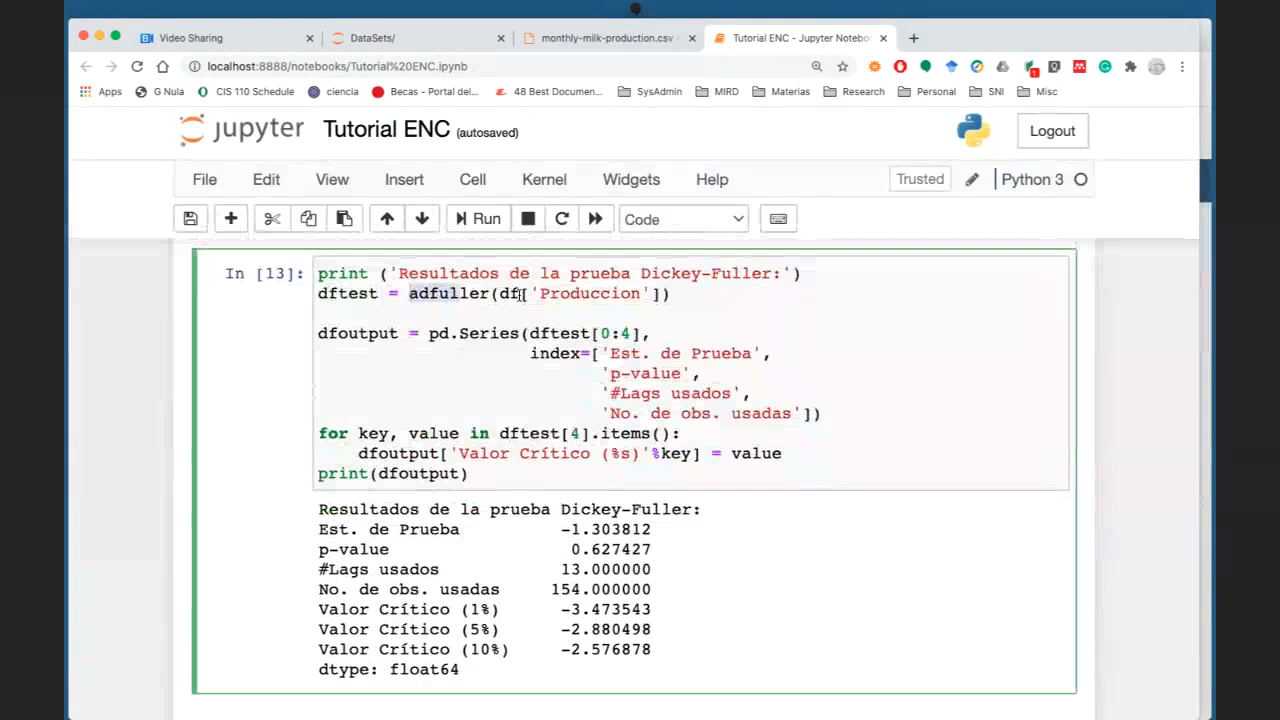 Video Sharing
DataSets/
monthly-milk-production.csv -
Tutorial ENC - Jupyter Notebo
localhost:8888/notebooks/Tutorial%20ENC.ipynb
1
Apps
G Nula
CIS 110 Schedule
ciencia
Becas - Portal del...
48 Best Documen...
SysAdmin
MIRD
Materias
Research
Personal
SNI
Misc
jupyter Tutorial ENC (autosaved)
Logout
File Edit View Insert Cell Kernel Widgets Help
Trusted
Python 3
Run
Code
In [13]:
print ('Resultados de la prueba Dickey-Fuller:')
dftest = adfuller(df['Produccion'])
dfoutput = pd.Series(dftest[0:4],
index=['Est. de Prueba',
'p-value',
'#Lags usados',
'No. de obs. usadas'])
for key, value in dftest[4].items():
dfoutput['Valor Crítico (%s)'%key] = value
print(dfoutput)
Resultados de la prueba Dickey-Fuller:
Est. de Prueba -1.303812
p-value 0.627427
#Lags usados 13.000000
No. de obs. usadas 154.000000
Valor Crítico (1%) -3.473543
Valor Crítico (5%) -2.880498
Valor Crítico (10%) -2.576878
dtype: float64